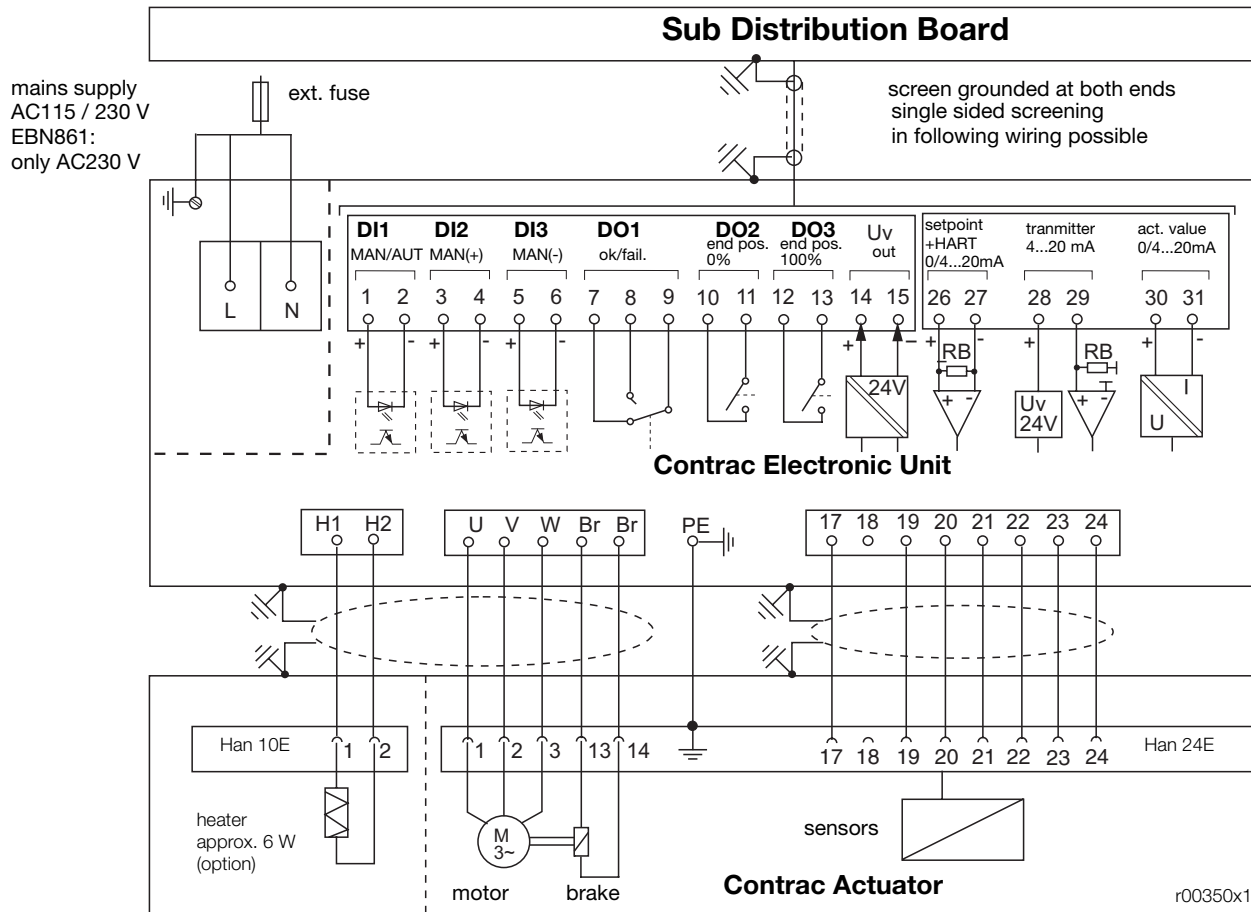 Sub Distribution Board
mains supply
AC115 / 230 V
EBN861:
only AC230 V
ext. fuse
screen grounded at both ends
single sided screening
in following wiring possible
L N
DI1 DI2 DI3 DO1 DO2 DO3 Uv
MAN/AUT MAN(+) MAN(-) ok/fail. end pos. 0% end pos. 100% out
setpoint
+HART
0/4...20mA
tranmitter
4...20 mA
act. value
0/4...20mA
1 2 3 4 5 6 7 8 9 10 11 12 13 14 15 26 27 28 29 30 31
+ - + - + - + - + - + + -
RB RB
24V
+ - + -
Uv
24V
I
U
Contrac Electronic Unit
H1 H2
U V W Br Br
PE
17 18 19 20 21 22 23 24
Han 10E
1 2
1 2 3 13 14
17 18 19 20 21 22 23 24
Han 24E
heater
approx. 6 W
(option)
M
3~
motor
brake
sensors
Contrac Actuator
r00350x1